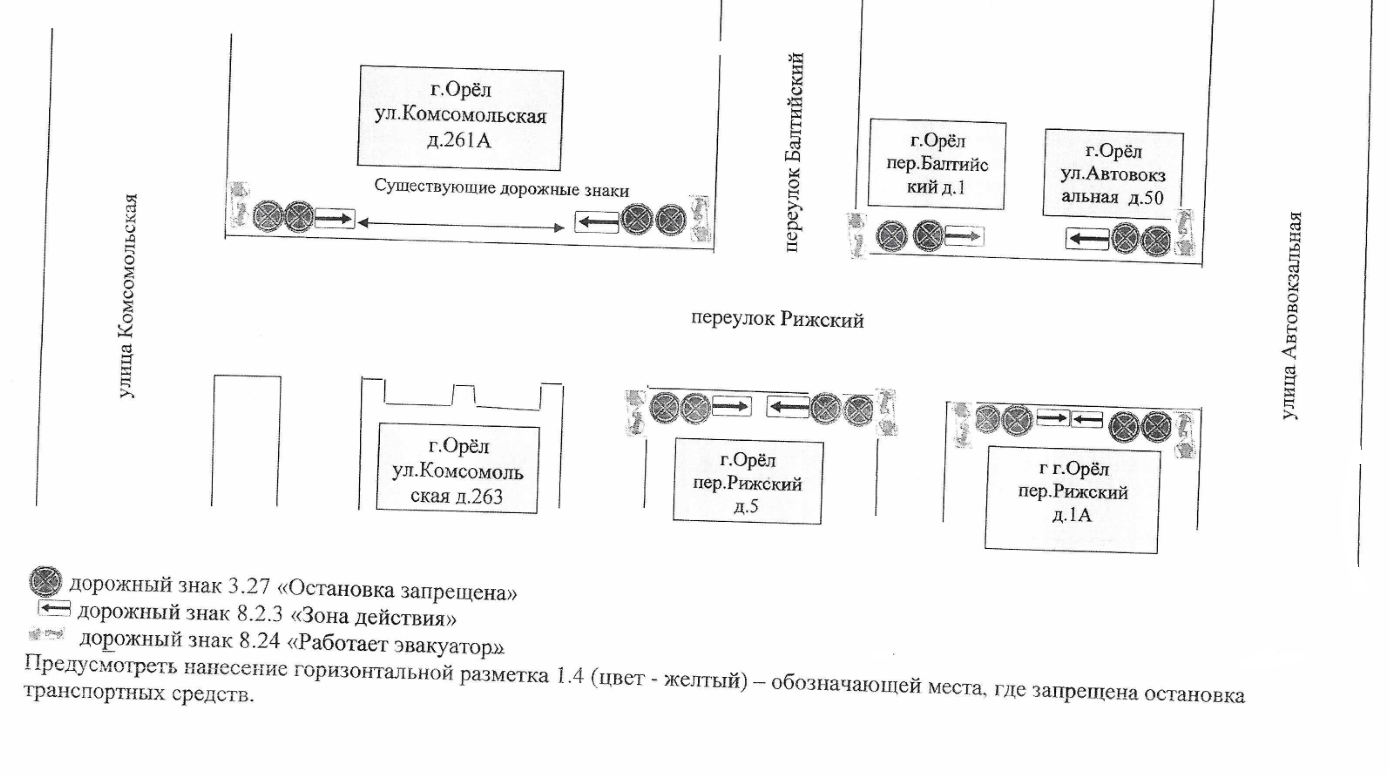 г.Орёл
ул.Комсомольская
д.261А
Существующие дорожные знаки
переулок Балтийский
г.Орёл
пер.Балтийс
кий д.1
г.Орёл
ул.Автовокз
альная д.50
улица Комсомольская
переулок Рижский
улица Автовокзальная
г.Орёл
ул.Комсомоль
ская д.263
г.Орёл
пер.Рижский
д.5
г г.Орёл
пер.Рижский
д.1А
дорожный знак 3.27 «Остановка запрещена»
дорожный знак 8.2.3 «Зона действия»
дорожный знак 8.24 «Работает эвакуатор»
Предусмотреть нанесение горизонтальной разметка 1.4 (цвет - желтый) – обозначающей места, где запрещена остановка
транспортных средств.